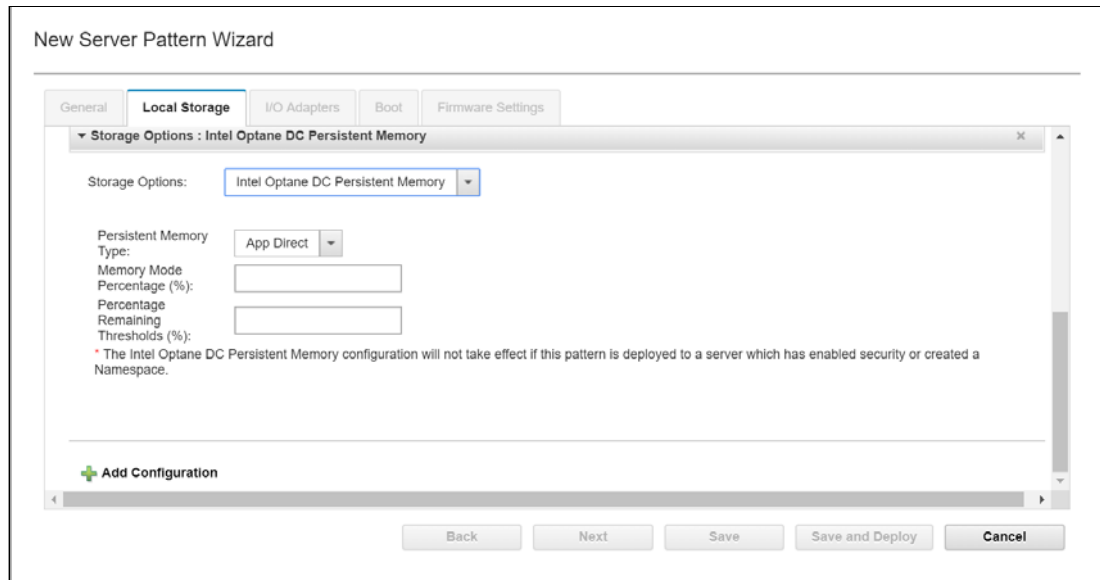 New Server Pattern Wizard
General Local Storage I/O Adapters Boot Firmware Settings
Storage Options : Intel Optane DC Persistent Memory
Storage Options: Intel Optane DC Persistent Memory
Persistent Memory
Type: App Direct
Memory Mode
Percentage (%):
Percentage
Remaining
Thresholds (%):
* The Intel Optane DC Persistent Memory configuration will not take effect if this pattern is deployed to a server which has enabled security or created a
Namespace.
Add Configuration
Back Next Save Save and Deploy Cancel